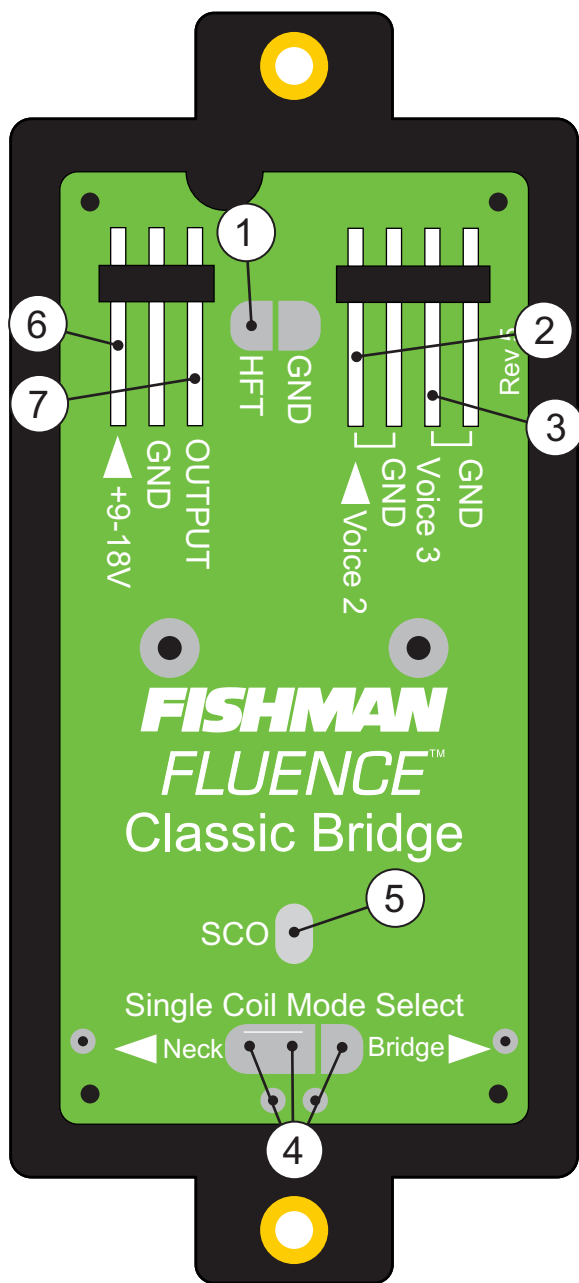 1
2
3
6
7
HFT
GND
Rev 5
+9-18V
GND
OUTPUT
Voice 2
GND
Voice 3
GND
FISHMAN
FLUENCE™
Classic Bridge
5
SCO
Single Coil Mode Select
Neck
Bridge
4